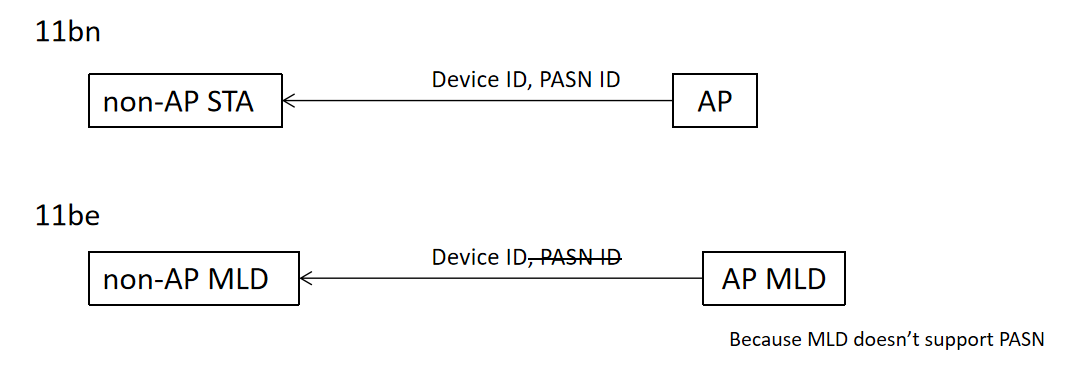 11bn
Device ID, PASN ID
non-AP STA
AP
11be
Device ID, PASN ID
non-AP MLD
AP MLD
Because MLD doesn’t support PASN